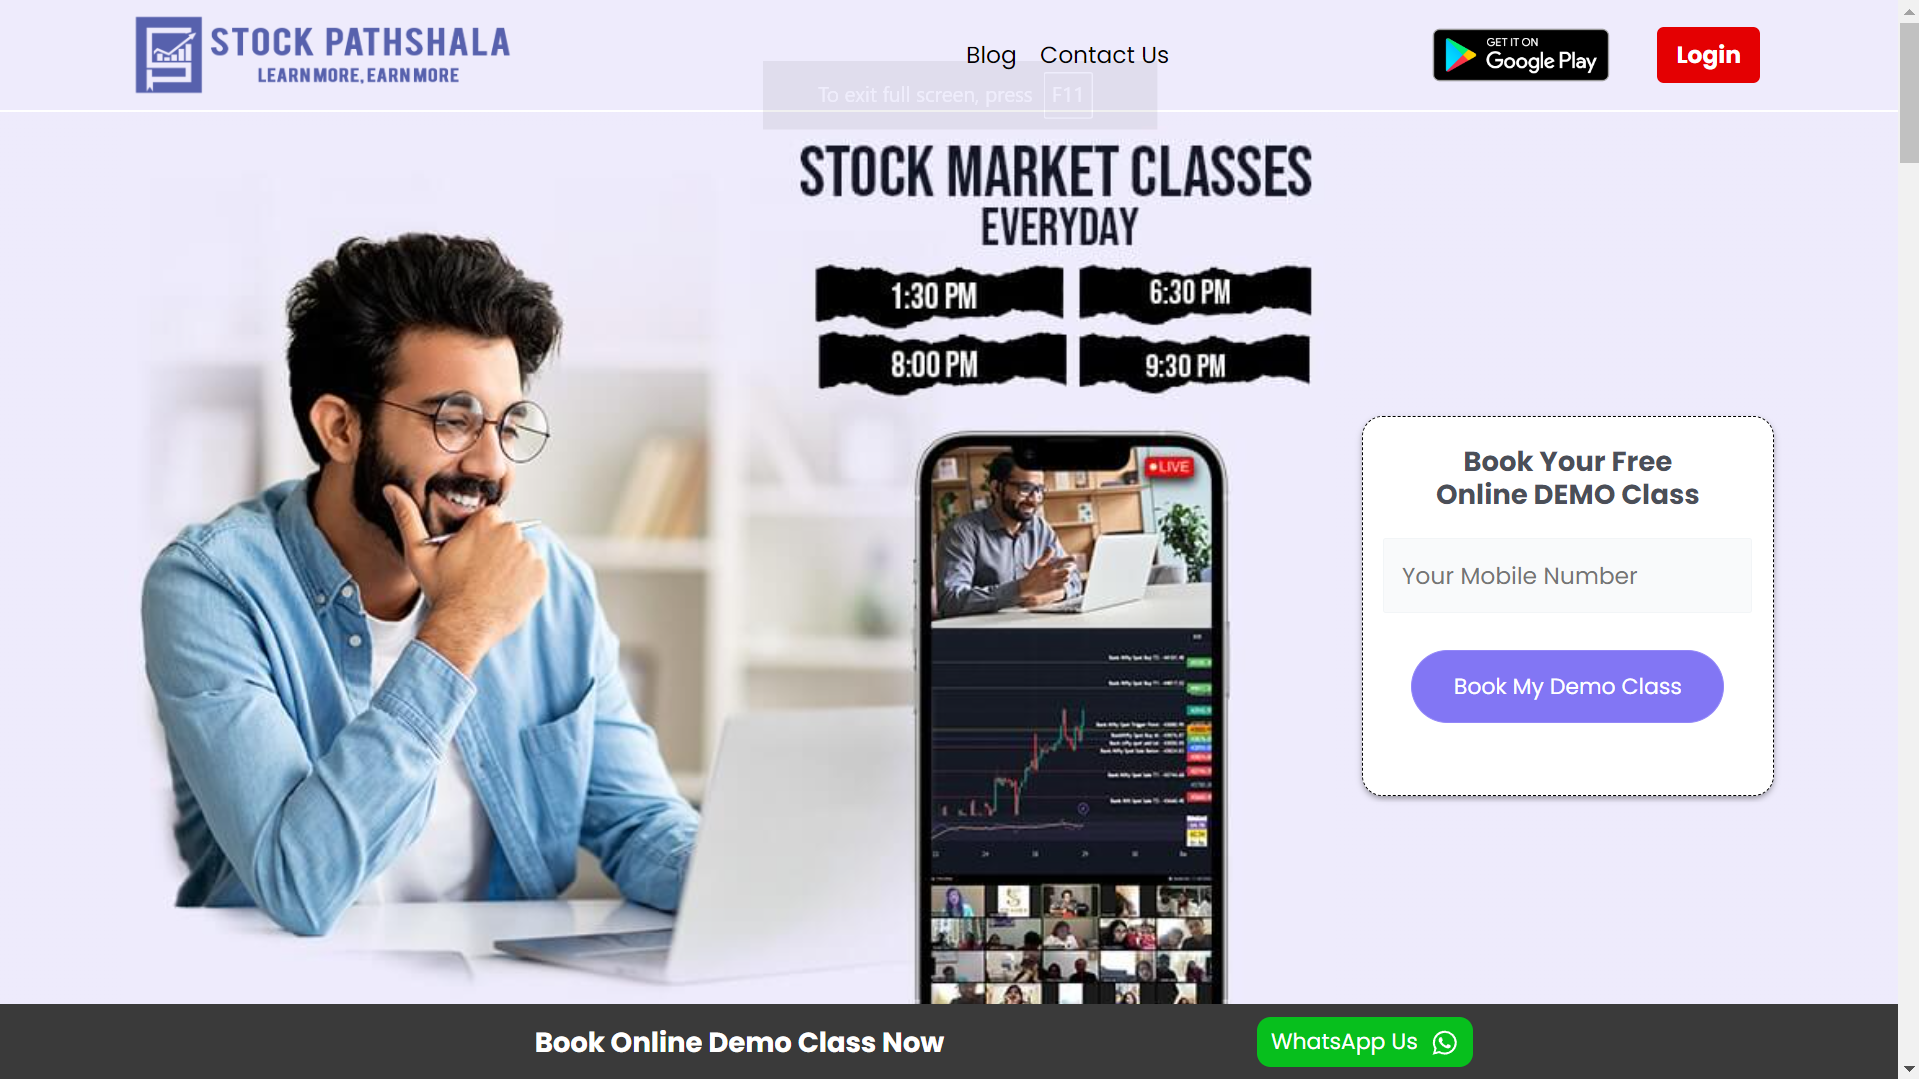 STOCK PATHSHALA
LEARN MORE, EARN MORE
Blog
Contact Us
GET IT ON
Google Play
Login
To exit full screen, press F11
STOCK MARKET CLASSES
EVERYDAY
1:30 PM
6:30 PM
8:00 PM
9:30 PM
LIVE
Book Your Free
Online DEMO Class
Your Mobile Number
Book My Demo Class
Book Online Demo Class Now
WhatsApp Us